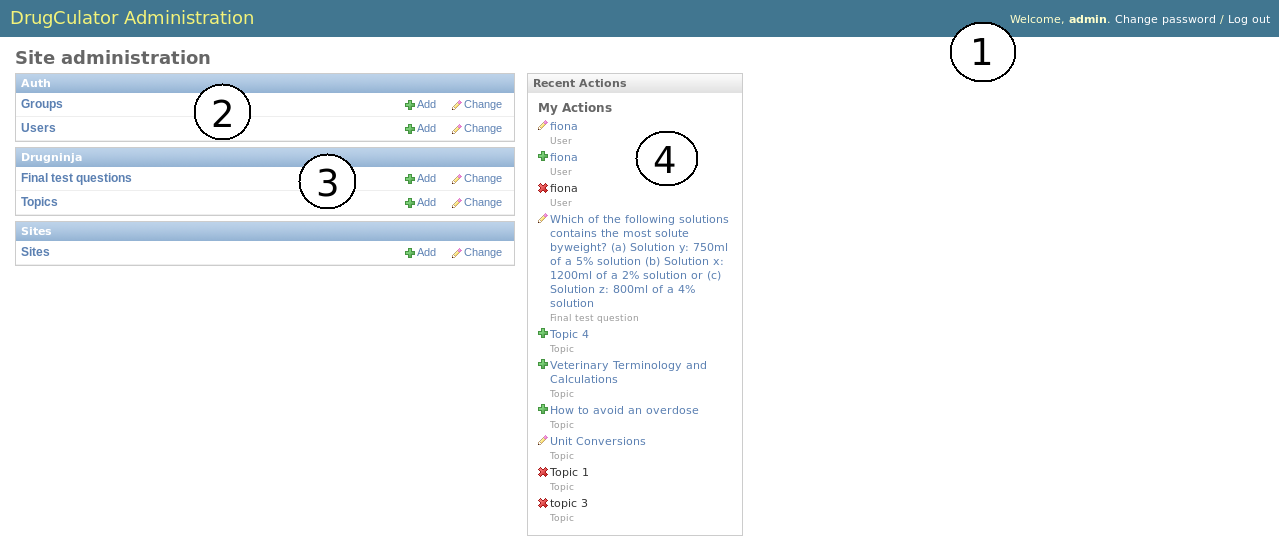 DrugCulator Administration
Welcome, admin. Change password / Log out
1
Site administration
Auth
Groups Add Change
2
Users Add Change
Drugninja
Final test questions Add Change
3
Topics Add Change
Sites
Sites Add Change
Recent Actions
My Actions
fiona
User
4
fiona
User
fiona
User
Which of the following solutions
contains the most solute
byweight? (a) Solution y: 750ml
of a 5% solution (b) Solution x:
1200ml of a 2% solution or (c)
Solution z: 800ml of a 4%
solution
Final test question
Topic 4
Topic
Veterinary Terminology and
Calculations
Topic
How to avoid an overdose
Topic
Unit Conversions
Topic
Topic 1
Topic
topic 3
Topic